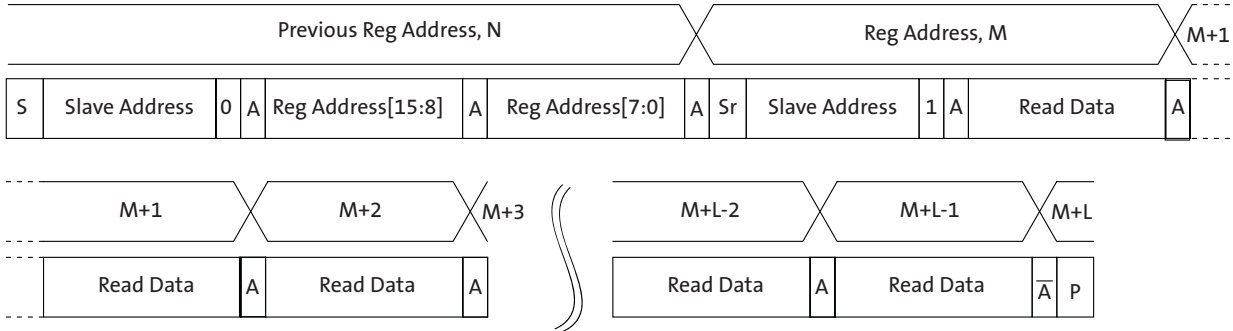 Previous Reg Address, N Reg Address, M M+1
S Slave Address 0 A Reg Address[15:8] A Reg Address[7:0] A Sr Slave Address 1 A Read Data A
M+1 M+2 M+3 M+L-2 M+L-1 M+L
Read Data A Read Data A Read Data A Read Data A̅ P